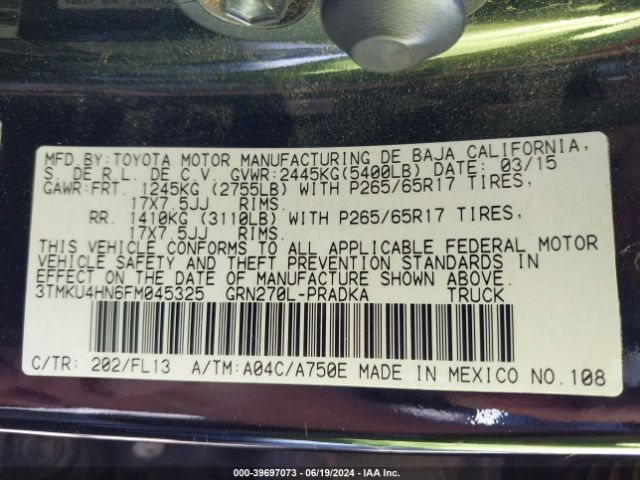 MFD BY:TOYOTA MOTOR MANUFACTURING DE BAJA CALIFORNIA,
S. DE R.L. DE C.V. GVWR:2445KG(5400LB) DATE: 03/15
GAWR:FRT. 1245KG (2755LB) WITH P265/65R17 TIRES,
17X7.5JJ RIMS
RR. 1410KG (3110LB) WITH P265/65R17 TIRES,
17X7.5JJ RIMS.
THIS VEHICLE CONFORMS TO ALL APPLICABLE FEDERAL MOTOR
VEHICLE SAFETY AND THEFT PREVENTION STANDARDS IN
EFFECT ON THE DATE OF MANUFACTURE SHOWN ABOVE.
3TMKU4HN6FM045325 GRN270L-PRADKA TRUCK
C/TR: 202/FL13 A/TM:A04C/A750E MADE IN MEXICO NO.108
000-39697073 - 06/19/2024 - IAA Inc.